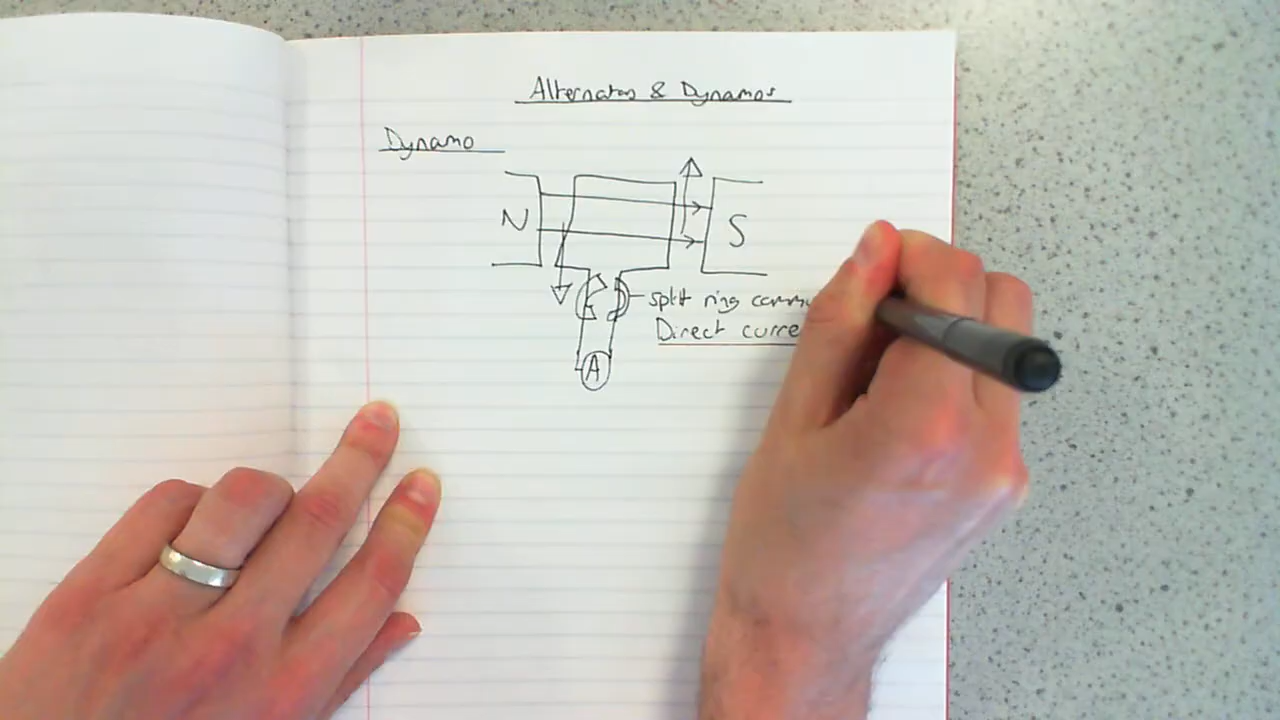 Alternators & Dynamos
Dynamo
N
S
split ring
Direct
A